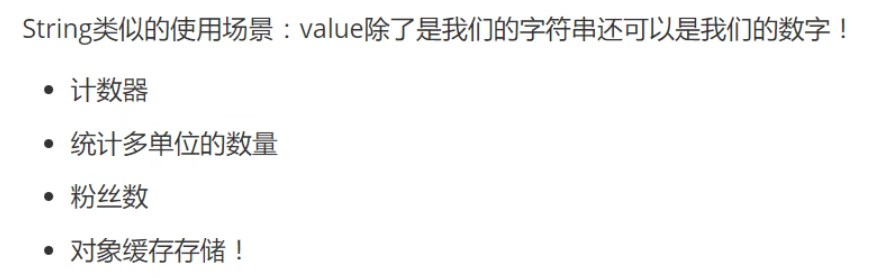 String类似的使用场景：value除了是我们的字符串还可以是我们的数字！
计数器
统计多单位的数量
粉丝数
对象缓存存储！